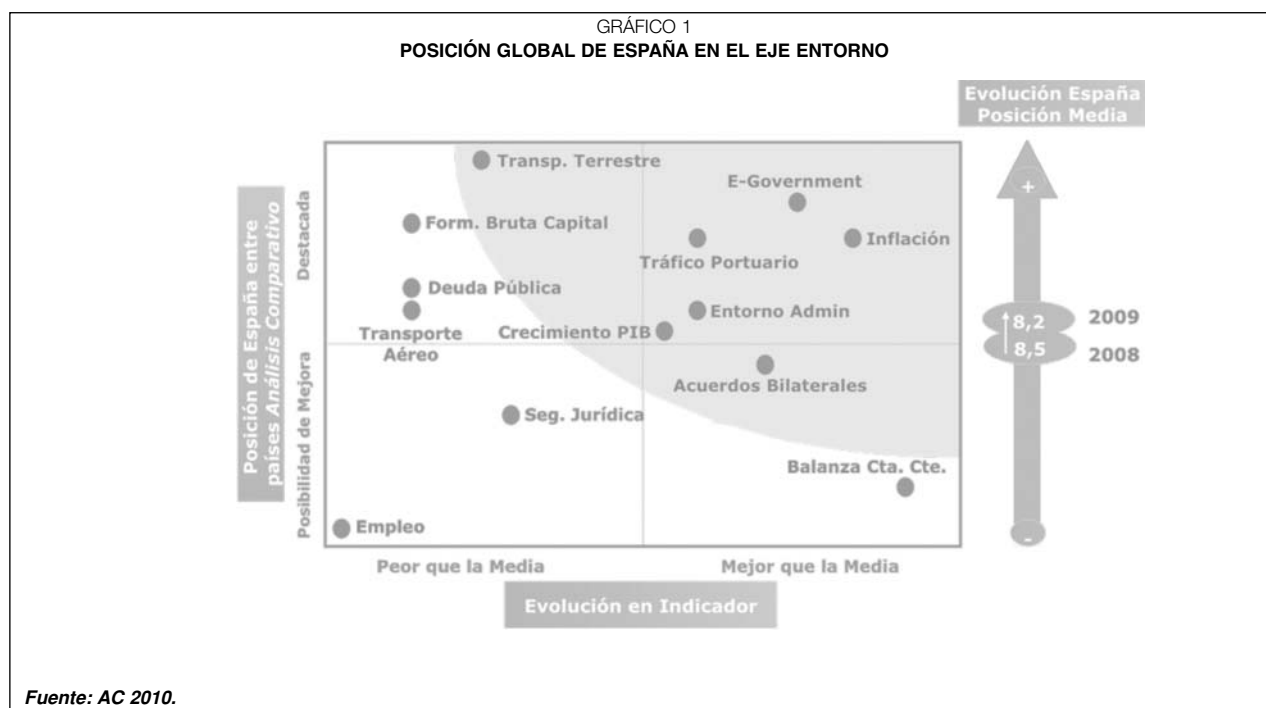 GRÁFICO 1
POSICIÓN GLOBAL DE ESPAÑA EN EL EJE ENTORNO
Evolución España
Posición Media
Posición de España entre
países Análisis Comparativo
Destacada
Posibilidad de Mejora
Transp. Terrestre
E-Government
Form. Bruta Capital
Inflación
Tráfico Portuario
Deuda Pública
Entorno Admin
Transporte
Aéreo
Crecimiento PIB
Acuerdos Bilaterales
Seg. Jurídica
Balanza Cta. Cte.
Empleo
+
8,2
2009
8,5
2008
-
Peor que la Media
Mejor que la Media
Evolución en Indicador
Fuente: AC 2010.